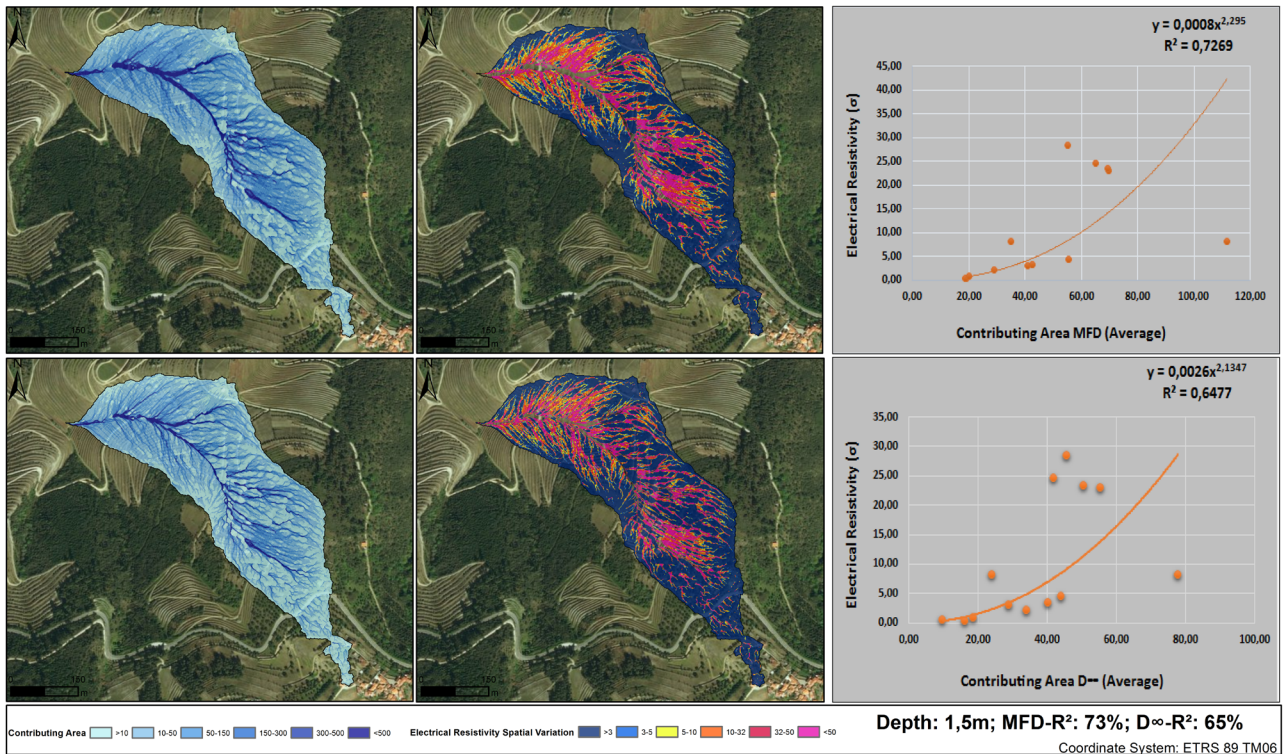 N
150
m
N
150
m
y = 0,0008x^2,295
R² = 0,7269
45,00
40,00
35,00
30,00
25,00
20,00
15,00
10,00
5,00
0,00
Electrical Resistivity (σ)
0,00 20,00 40,00 60,00 80,00 100,00 120,00
Contributing Area MFD (Average)
N
150
m
N
150
m
y = 0,0026x^2,1347
R² = 0,6477
35,00
30,00
25,00
20,00
15,00
10,00
5,00
0,00
Electrical Resistivity (σ)
0,00 20,00 40,00 60,00 80,00 100,00
Contributing Area D∞ (Average)
Contributing Area >10 10-50 50-150 150-300 300-500 <500 Electrical Resistivity Spatial Variation >3 3-5 5-10 10-32 32-50 <50
Depth: 1,5m; MFD-R²: 73%; D∞-R²: 65%
Coordinate System: ETRS 89 TM06